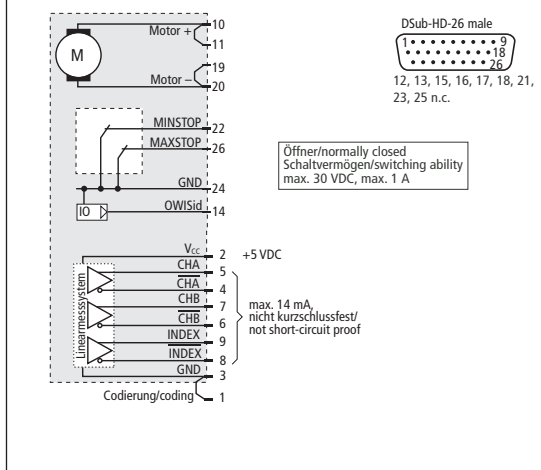 Motor +
10
11
M
19
Motor –
20
MINSTOP
22
MAXSTOP
26
GND
24
IO
OWISid
14
Linearmesssystem
Vcc
2
+5 VDC
CHA
5
CHA
4
CHB
7
CHB
6
INDEX
9
INDEX
8
GND
3
Codierung/coding
1
max. 14 mA,
nicht kurzschlussfest/
not short-circuit proof
DSub-HD-26 male
1
9
18
26
12, 13, 15, 16, 17, 18, 21,
23, 25 n.c.
Öffner/normally closed
Schaltvermögen/switching ability
max. 30 VDC, max. 1 A